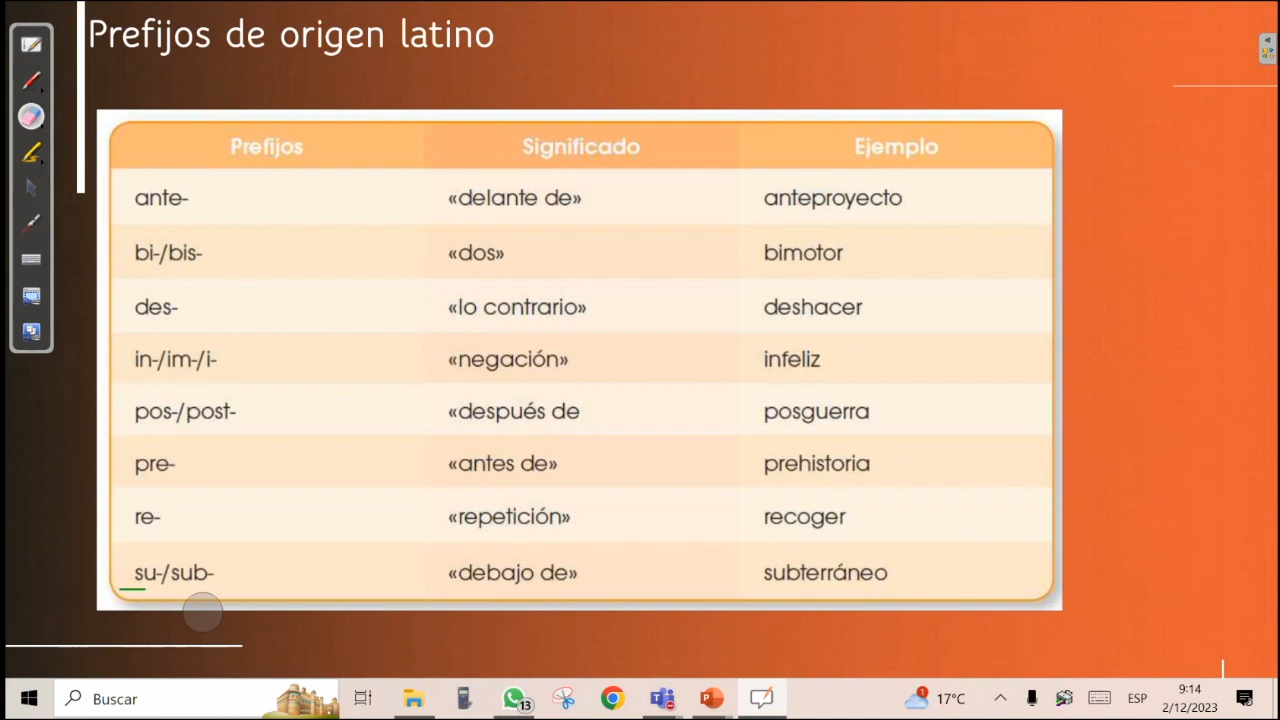 Prefijos de origen latino
Prefijos Significado Ejemplo
ante- «delante de» anteproyecto
bi-/bis- «dos» bimotor
des- «lo contrario» deshacer
in-/im-/i- «negación» infeliz
pos-/post- «después de posguerra
pre- «antes de» prehistoria
re- «repetición» recoger
su-/sub- «debajo de» subterráneo
Buscar 13 1 17°C ESP 9:14
2/12/2023